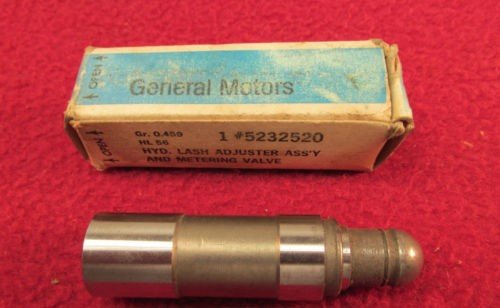 OPEN
General Motors
OPEN
Gr. 0.459
HL 56
1 #5232520
HYD. LASH ADJUSTER ASS'Y
AND METERING VALVE